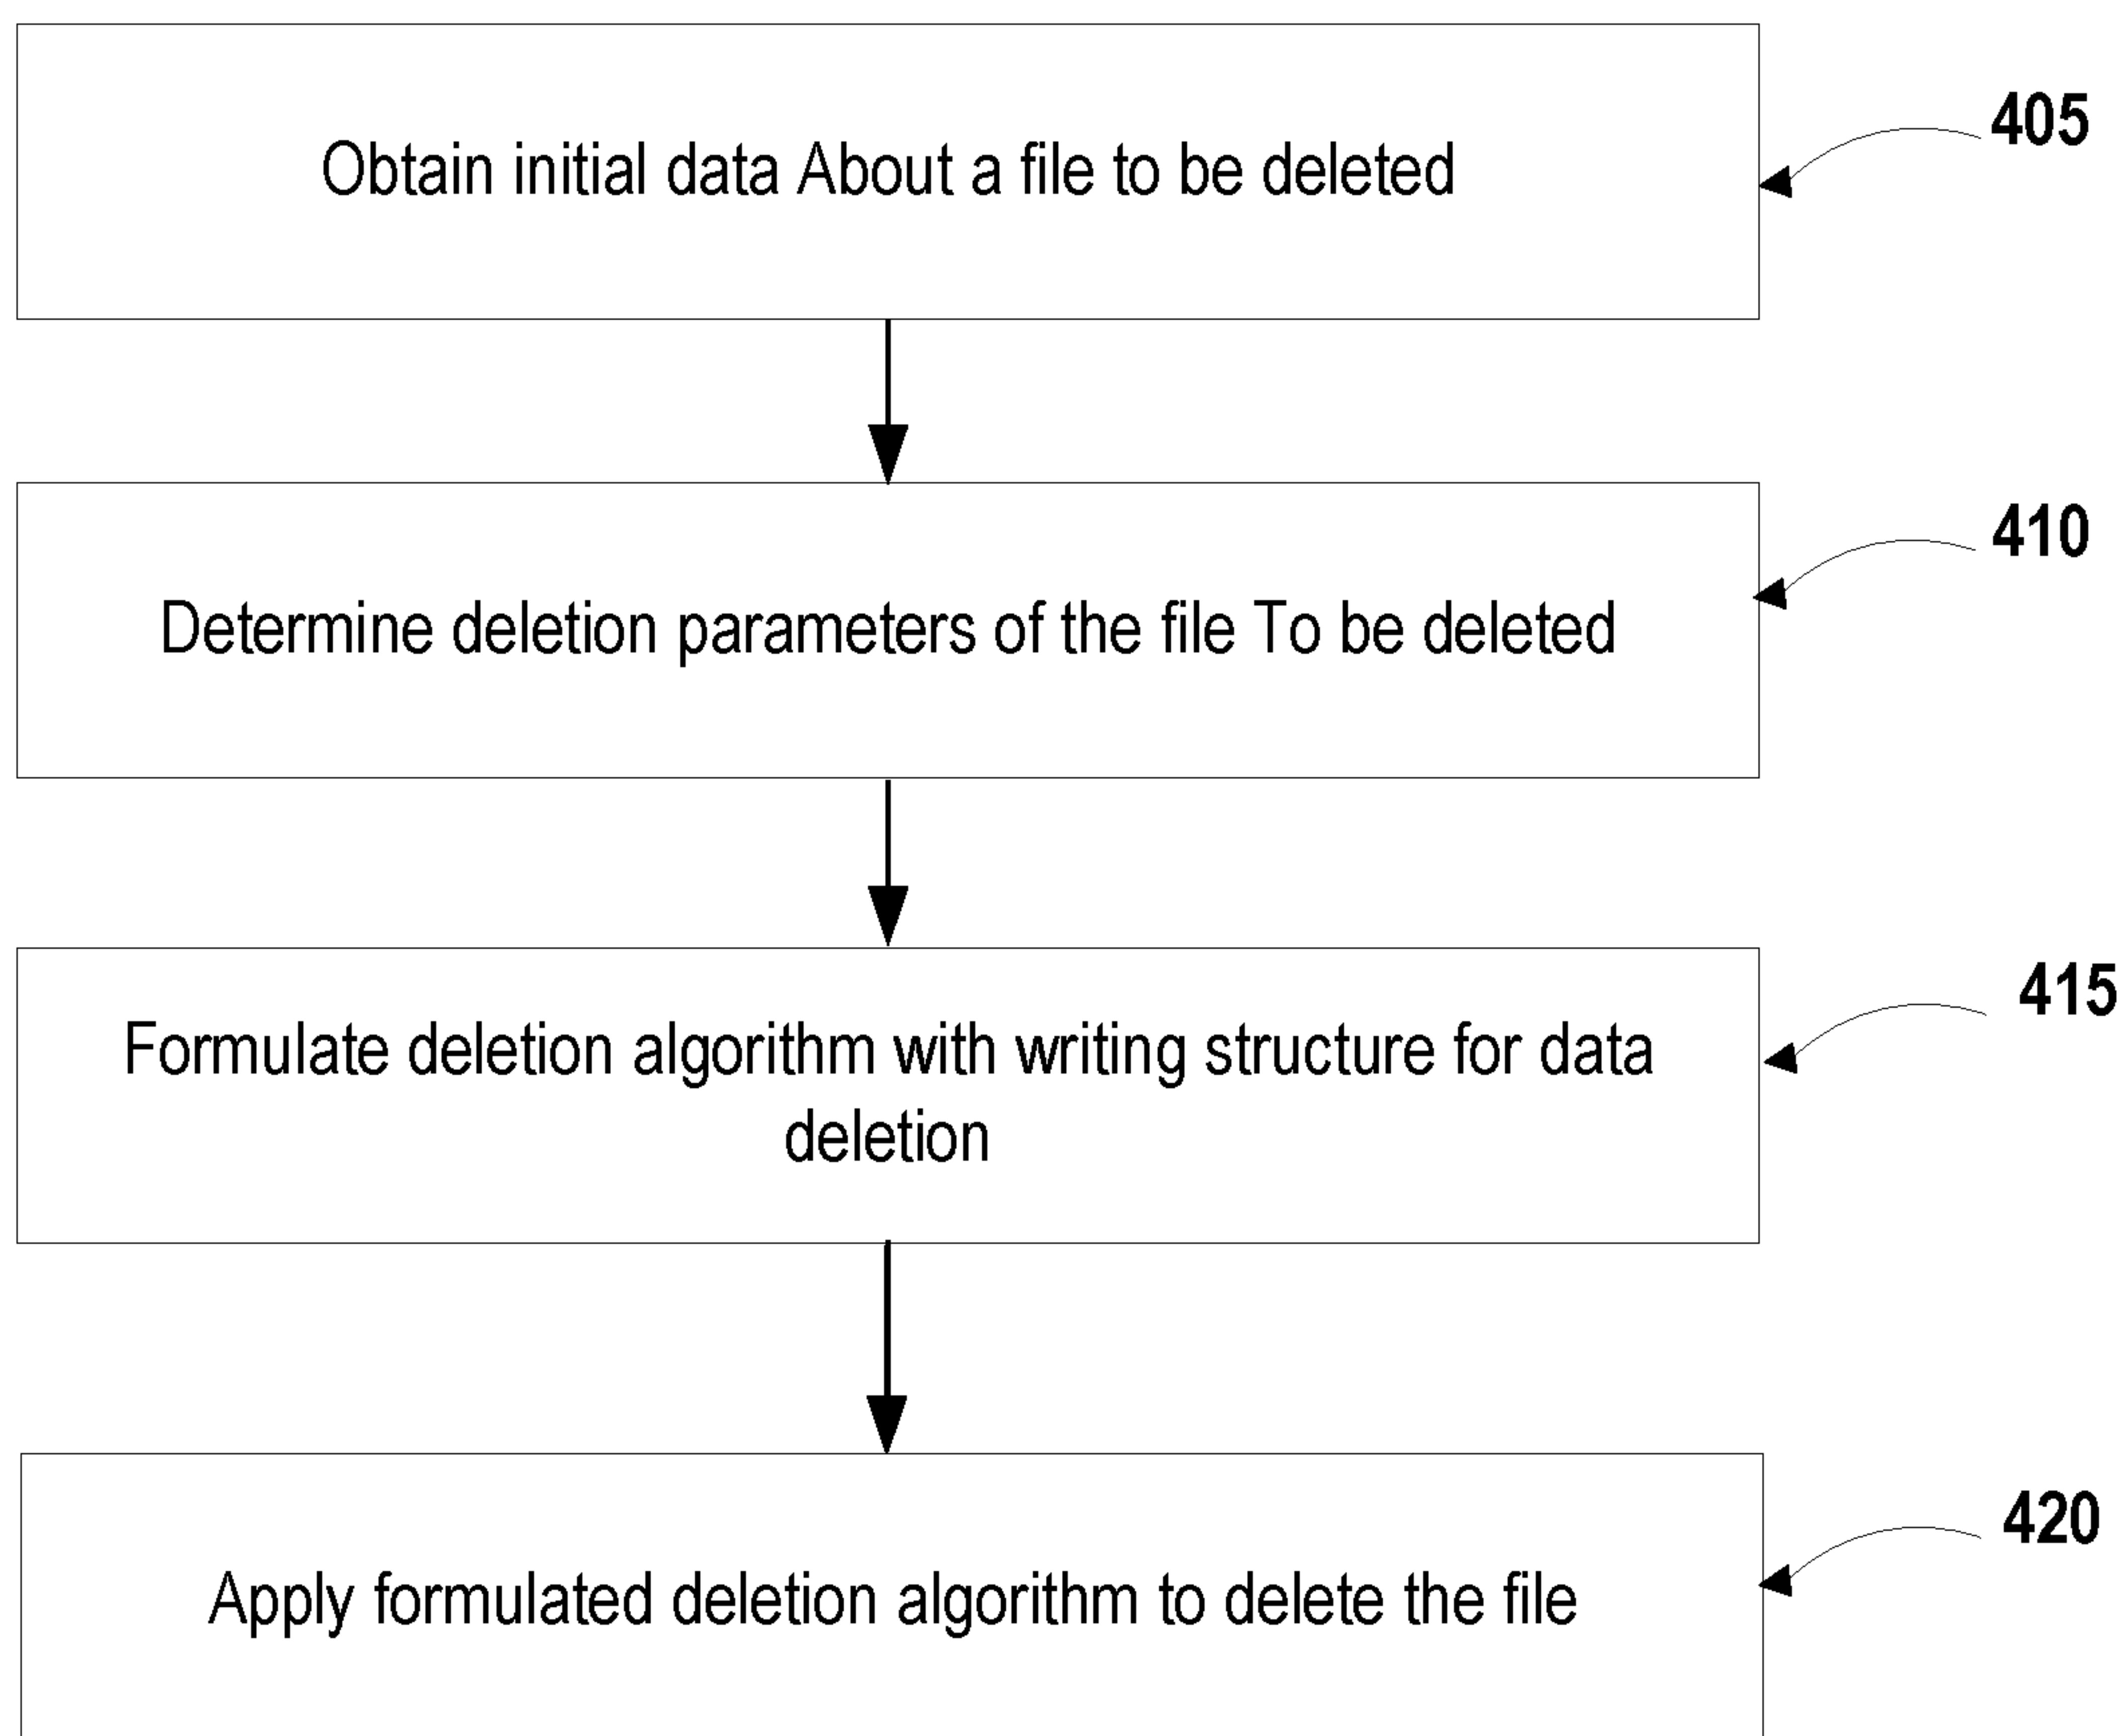 Obtain initial data About a file to be deleted
405
Determine deletion parameters of the file To be deleted
410
Formulate deletion algorithm with writing structure for data
deletion
415
Apply formulated deletion algorithm to delete the file
420